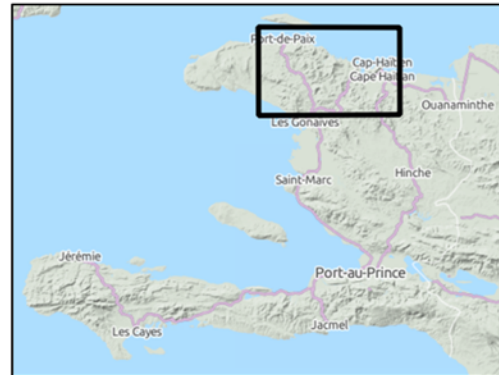 Port-de-Paix
Cap-Haïtien
Cape Haitian
Ouanaminthe
Les Gonaives
Saint-Marc
Hinche
Jérémie
Port-au-Prince
Les Cayes
Jacmel